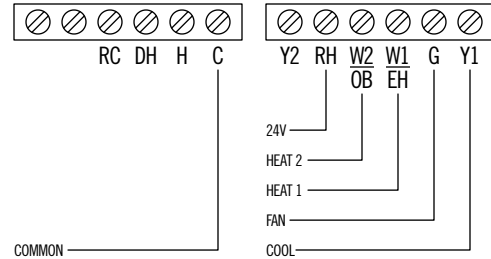 RC DH H C Y2 RH W2 W1 G Y1
OB EH
24V
HEAT 2
HEAT 1
FAN
COMMON COOL